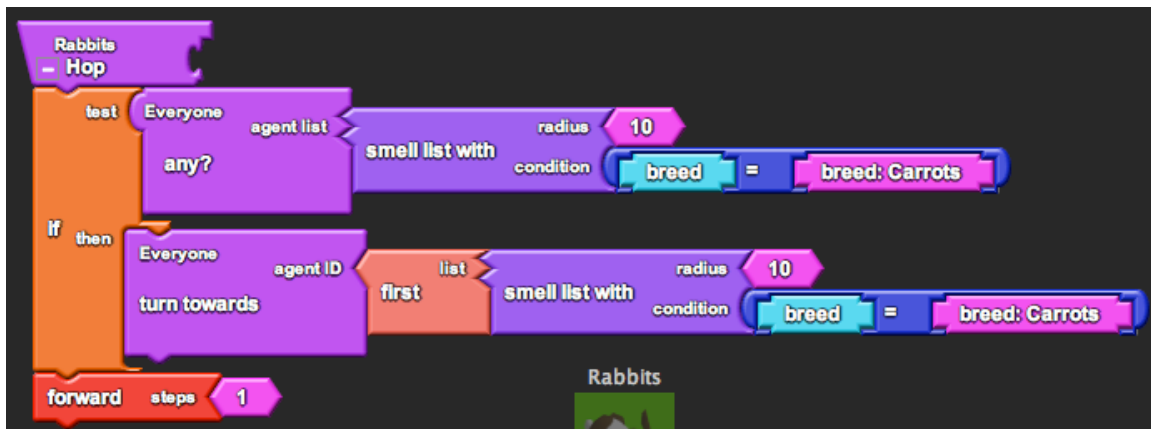 Rabbits
– Hop
test Everyone agent list radius 10
any? smell list with condition breed = breed: Carrots
if then
Everyone agent ID list radius 10
turn towards first smell list with condition breed = breed: Carrots
forward steps 1
Rabbits